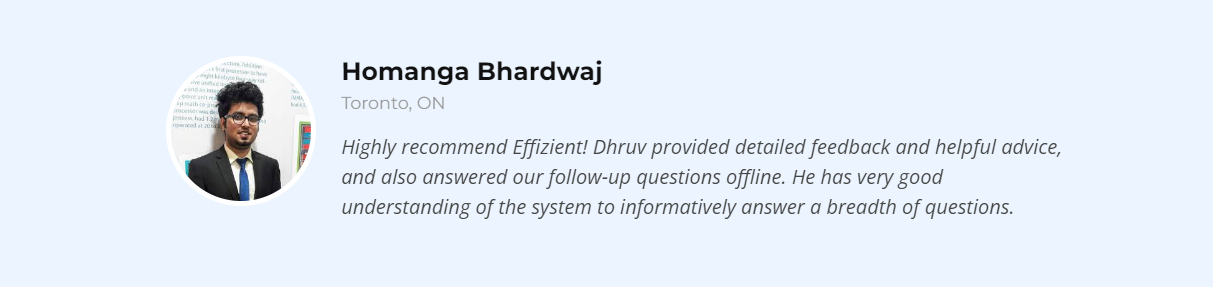 Homanga Bhardwaj
Toronto, ON
Highly recommend Effizient! Dhruv provided detailed feedback and helpful advice,
and also answered our follow-up questions offline. He has very good
understanding of the system to informatively answer a breadth of questions.